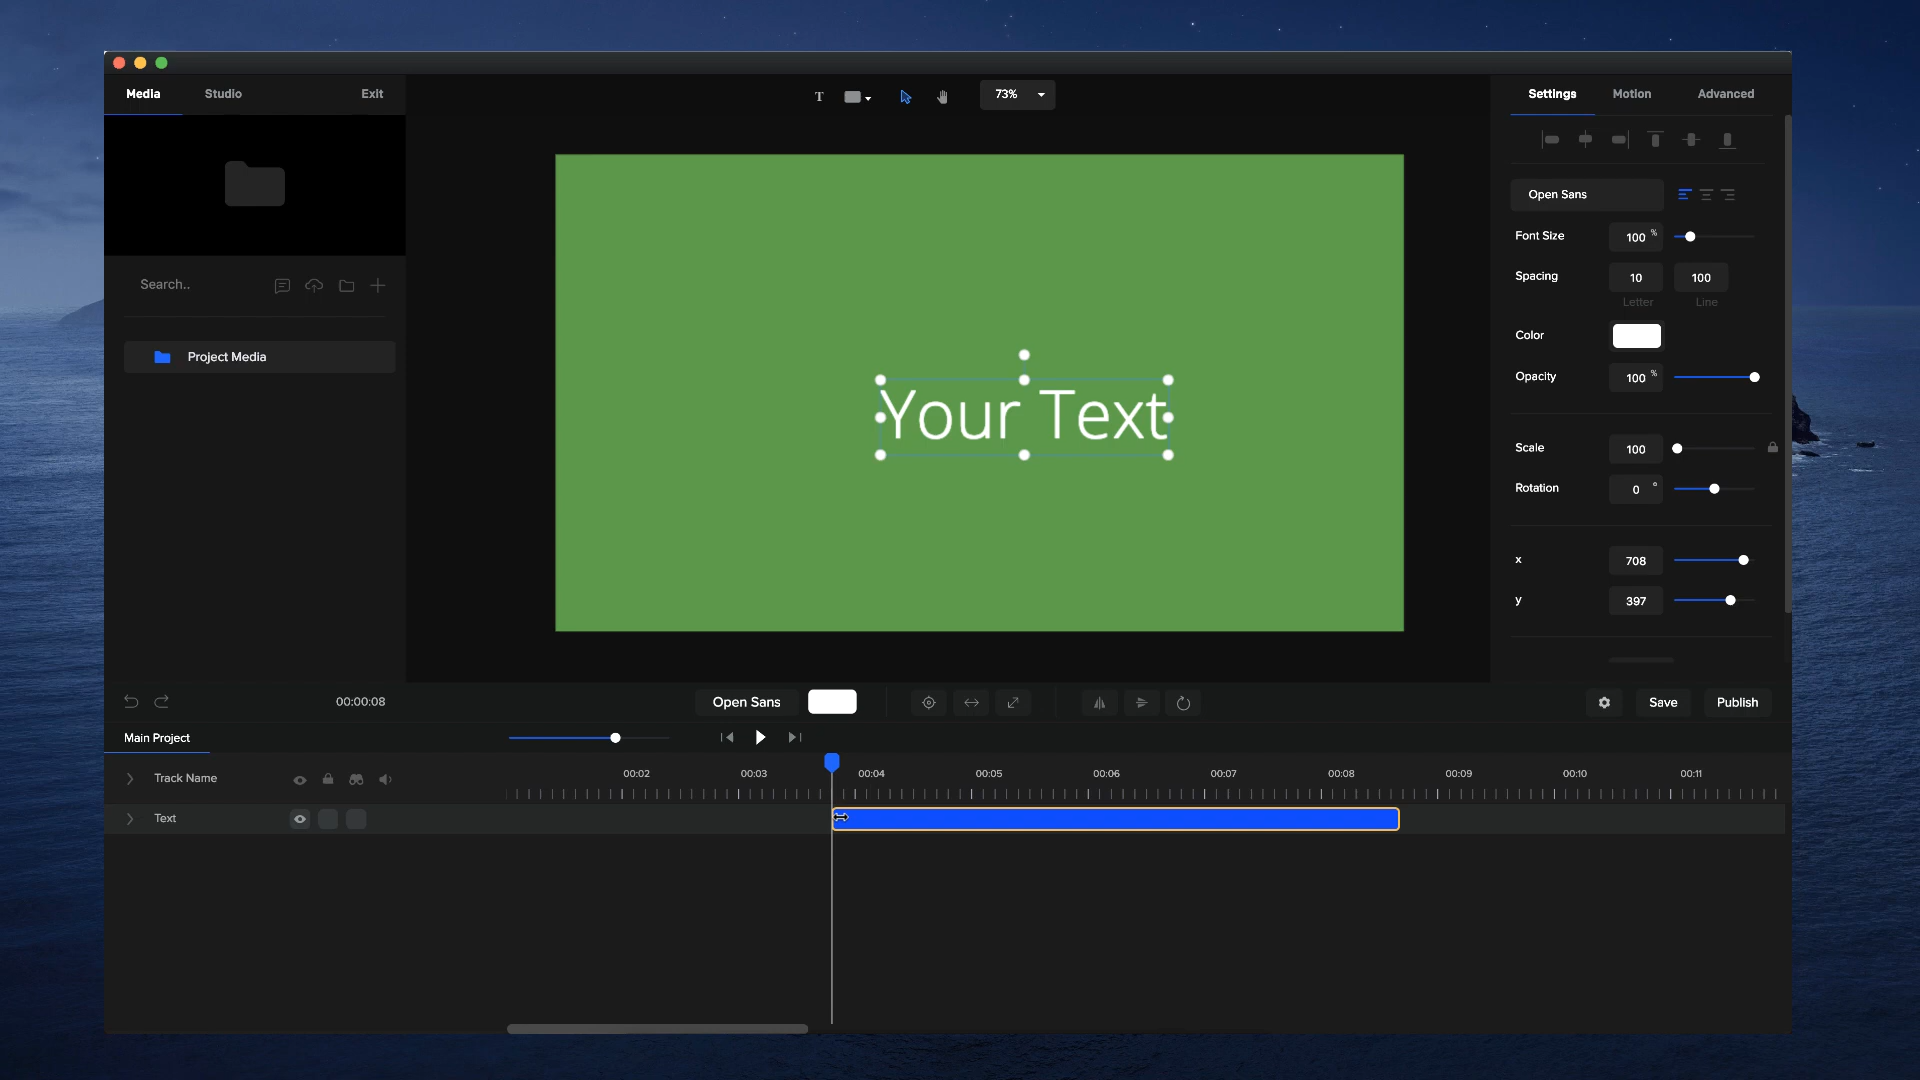 Media Studio Exit
T 73%
Settings Motion Advanced
Search..
Project Media
Your Text
Open Sans
Font Size 100 %
Spacing 10 100
Letter Line
Color
Opacity 100 %
Scale 100
Rotation 0 °
x 708
y 397
00:00:08 Open Sans Save Publish
Main Project
Track Name 00:02 00:03 00:04 00:05 00:06 00:07 00:08 00:09 00:10 00:11
Text